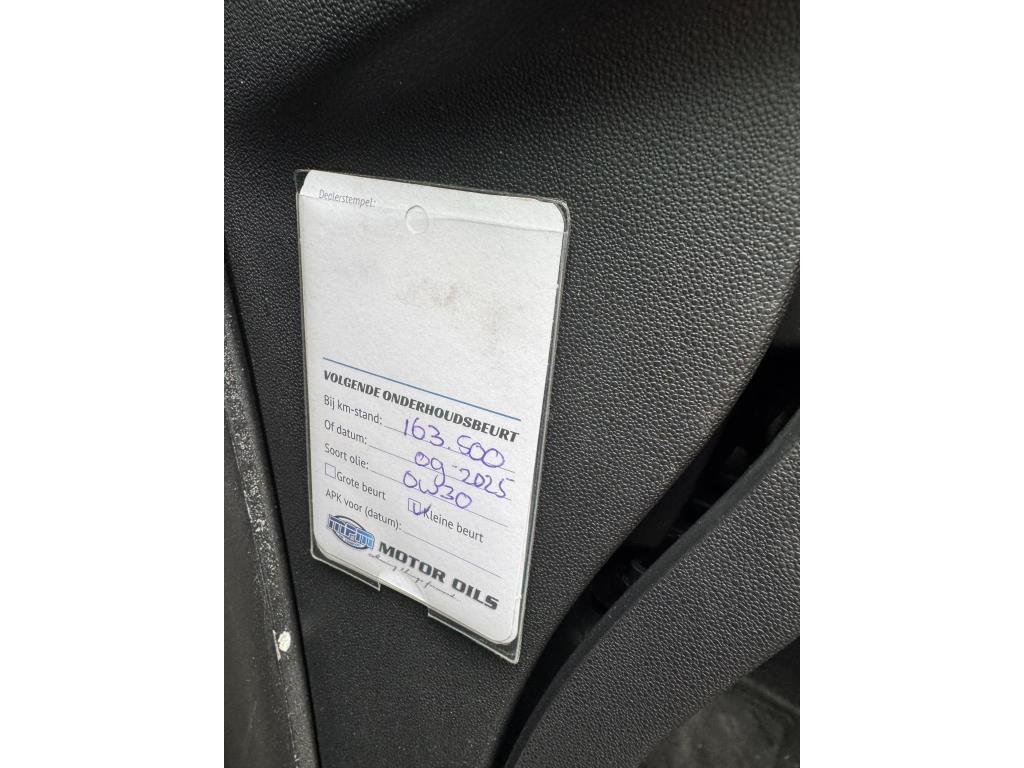 Dealerstempel:
VOLGENDE ONDERHOUDSBEURT
Bij km-stand: 163.500
Of datum: 09-2025
Soort olie: 0W30
Grote beurt Kleine beurt
APK voor (datum):
MOTOR OILS